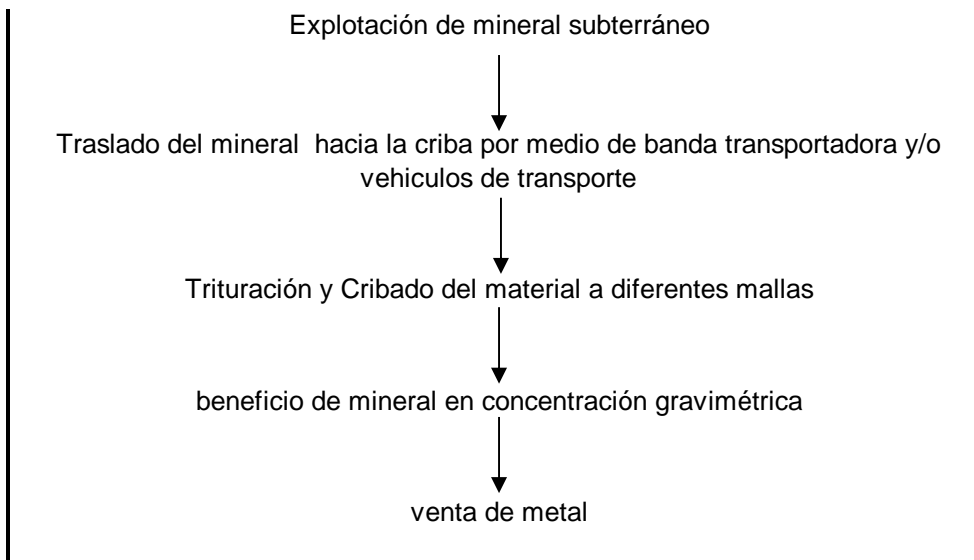 Explotación de mineral subterráneo
Traslado del mineral  hacia la criba por medio de banda transportadora y/o
vehiculos de transporte
Trituración y Cribado del material a diferentes mallas
beneficio de mineral en concentración gravimétrica
venta de metal